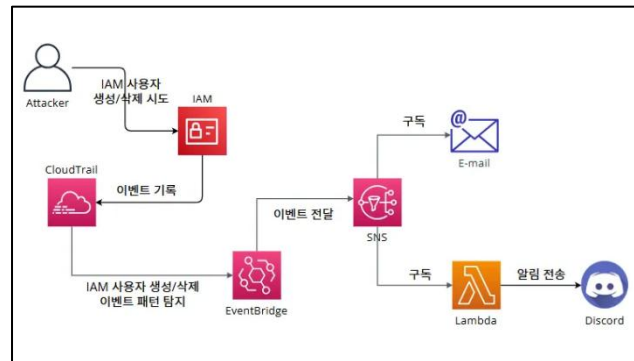 Attacker
IAM 사용자
생성/삭제 시도
IAM
CloudTrail
이벤트 기록
IAM 사용자 생성/삭제
이벤트 패턴 탐지
EventBridge
이벤트 전달
SNS
구독
@
E-mail
구독
Lambda
알림 전송
Discord